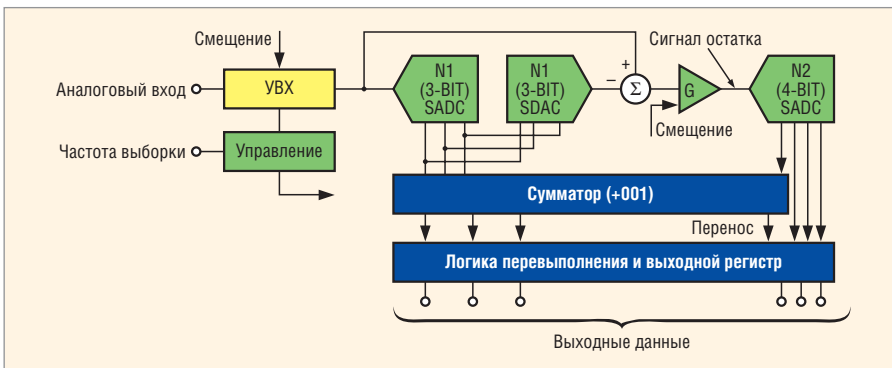 Смещение
Аналоговый вход
УВХ
N1
(3-BIT)
SADC
N1
(3-BIT)
SDAC
+
−
Σ
G
Сигнал остатка
N2
(4-BIT)
SADC
Смещение
Частота выборки
Управление
Сумматор (+001)
Перенос
Логика перевыполнения и выходной регистр
Выходные данные